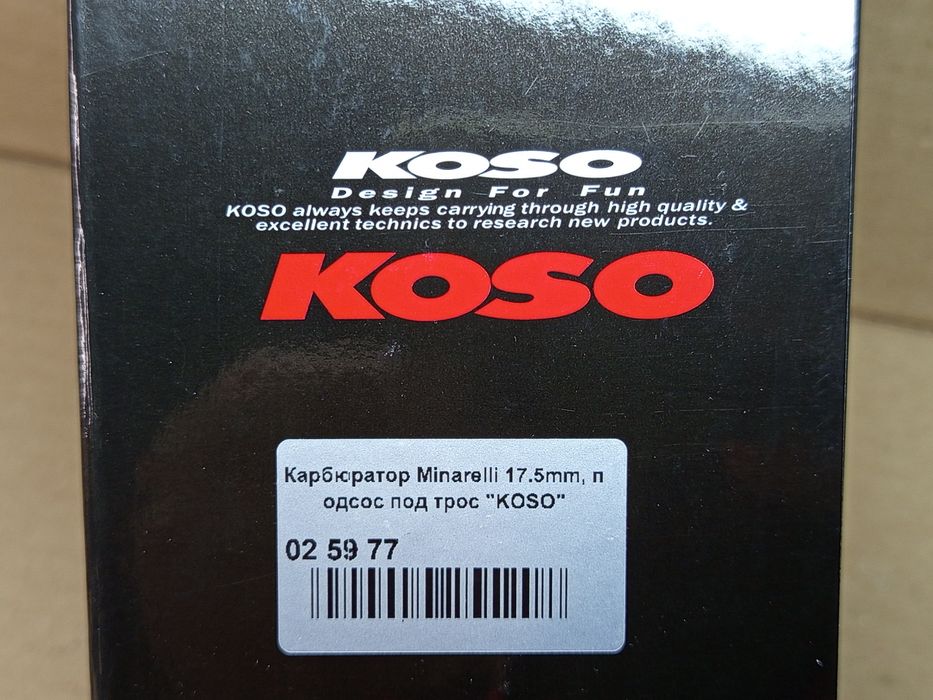 KOSO
Design For Fun
KOSO always keeps carrying through high quality &
excellent technics to research new products.
KOSO
Карбюратор Minarelli 17.5mm, п
одсос под трос "KOSO"
02 59 77